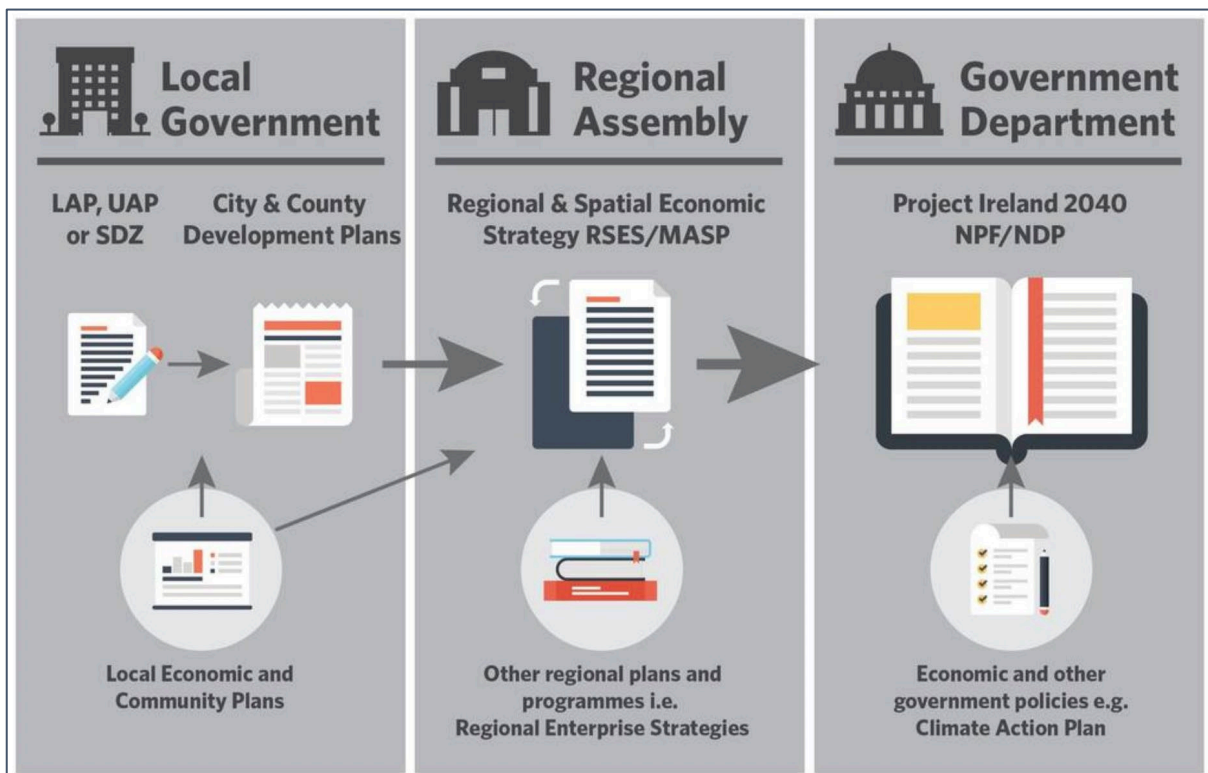 Local
Government
LAP, UAP
or SDZ
City & County
Development Plans
Local Economic and
Community Plans
Regional
Assembly
Regional & Spatial Economic
Strategy RSES/MASP
Other regional plans and
programmes i.e.
Regional Enterprise Strategies
Government
Department
Project Ireland 2040
NPF/NDP
Economic and other
government policies e.g.
Climate Action Plan